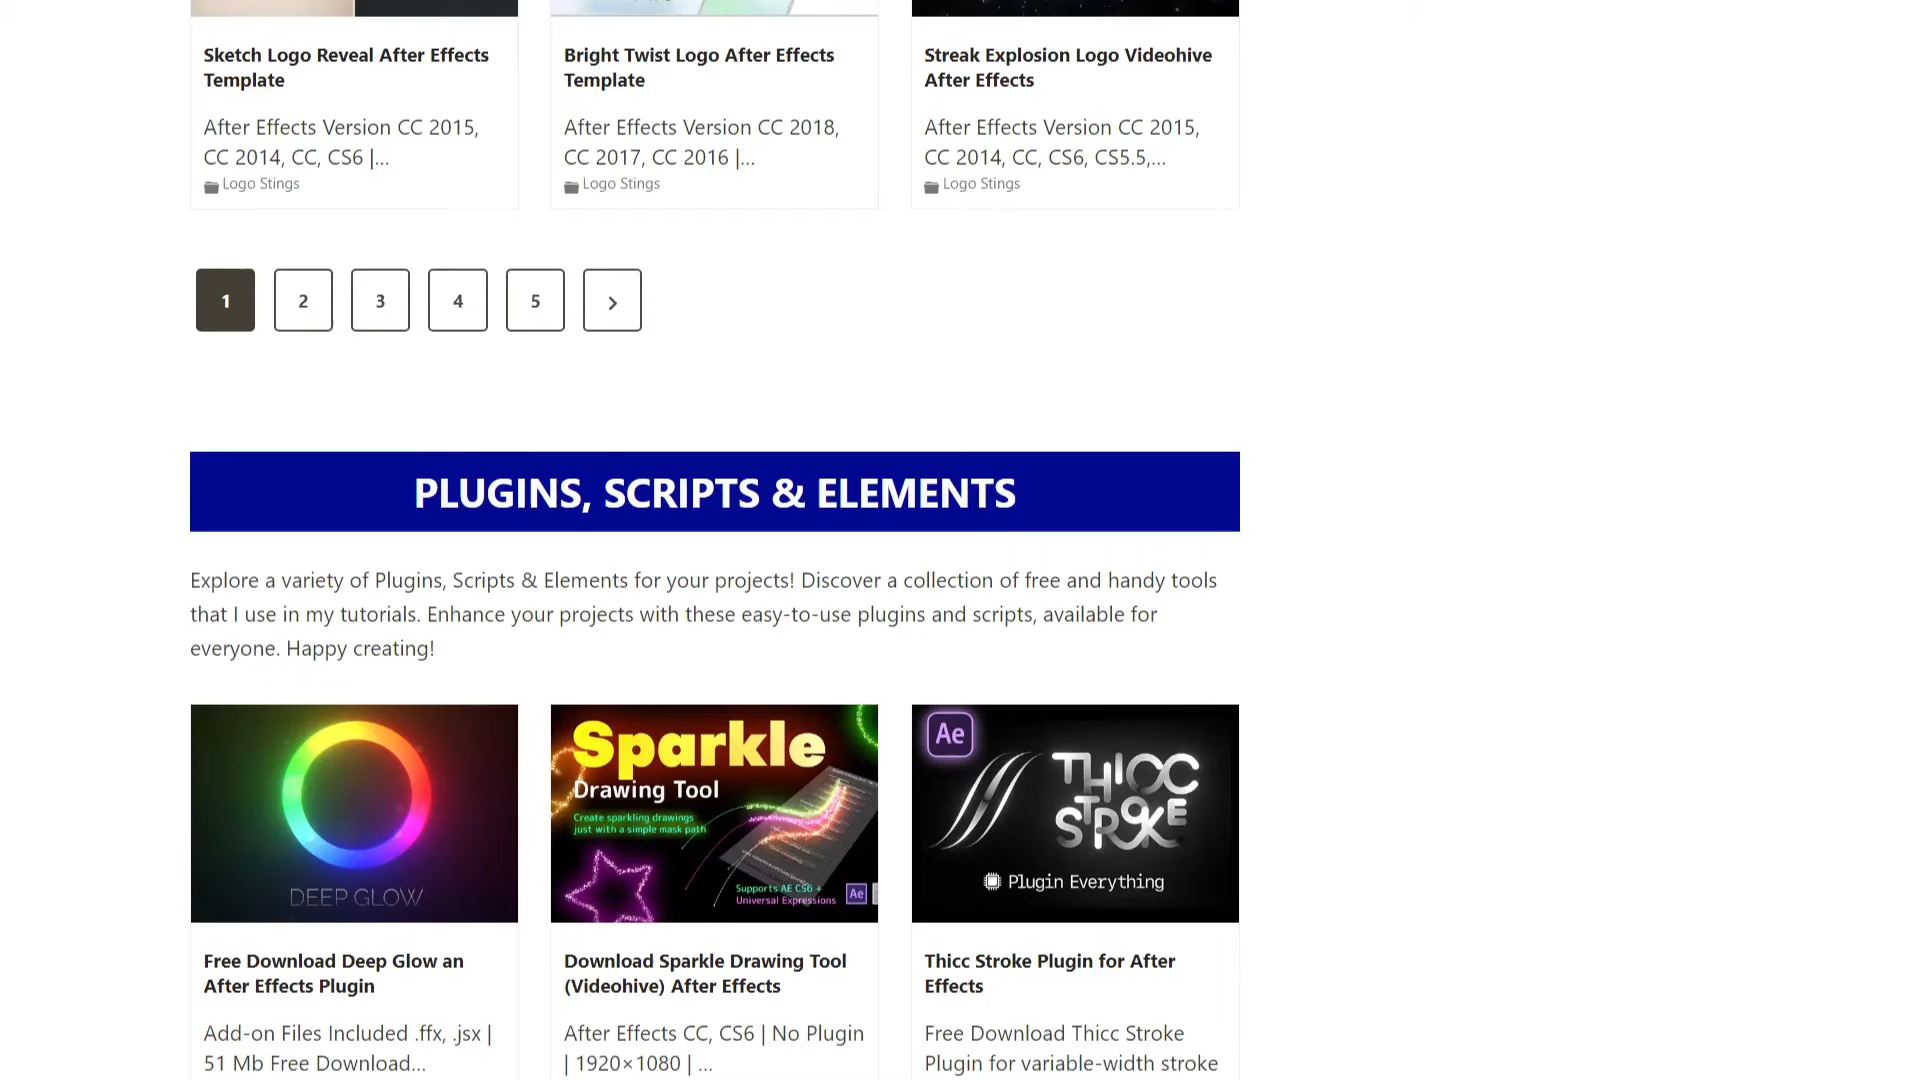 Sketch Logo Reveal After Effects
Template
After Effects Version CC 2015,
CC 2014, CC, CS6 |...
Logo Stings
Bright Twist Logo After Effects
Template
After Effects Version CC 2018,
CC 2017, CC 2016 |...
Logo Stings
Streak Explosion Logo Videohive
After Effects
After Effects Version CC 2015,
CC 2014, CC, CS6, CS5.5,...
Logo Stings
1 2 3 4 5 >
PLUGINS, SCRIPTS & ELEMENTS
Explore a variety of Plugins, Scripts & Elements for your projects! Discover a collection of free and handy tools
that I use in my tutorials. Enhance your projects with these easy-to-use plugins and scripts, available for
everyone. Happy creating!
DEEP GLOW
Free Download Deep Glow an
After Effects Plugin
Add-on Files Included .ffx, .jsx |
51 Mb Free Download...
Sparkle
Drawing Tool
Create sparkling drawings
just with a simple mask path
Supports AE CS6 +
Universal Expressions
Ae
Download Sparkle Drawing Tool
(Videohive) After Effects
After Effects CC, CS6 | No Plugin
| 1920×1080 | ...
Ae
THICC
STROKE
Plugin Everything
Thicc Stroke Plugin for After
Effects
Free Download Thicc Stroke
Plugin for variable-width stroke